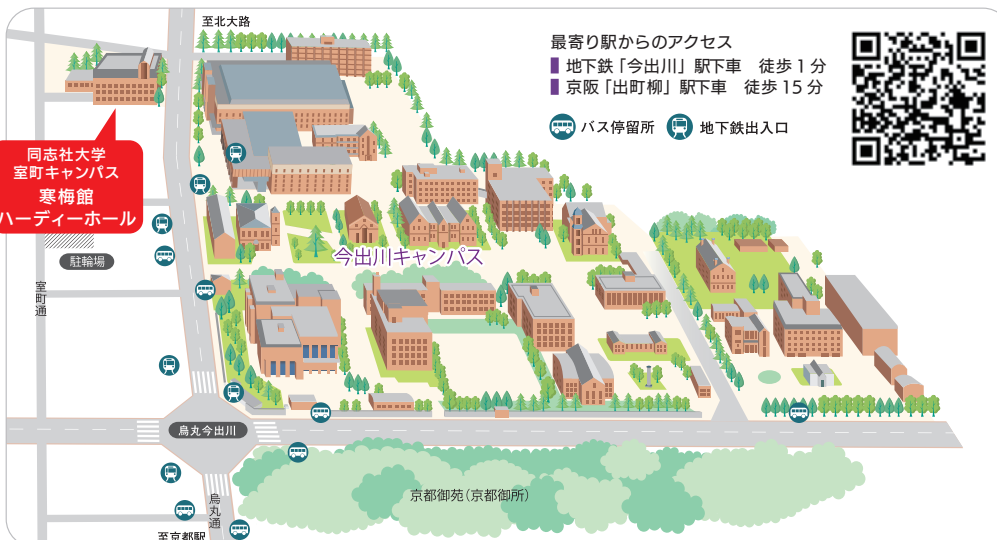 至北大路
最寄り駅からのアクセス
地下鉄「今出川」駅下車　徒歩1分
京阪「出町柳」駅下車　徒歩15分
バス停留所
地下鉄出入口
同志社大学
室町キャンパス
寒梅館
ハーディーホール
駐輪場
今出川キャンパス
室町通
烏丸今出川
京都御苑(京都御所)
烏丸通
至京都駅